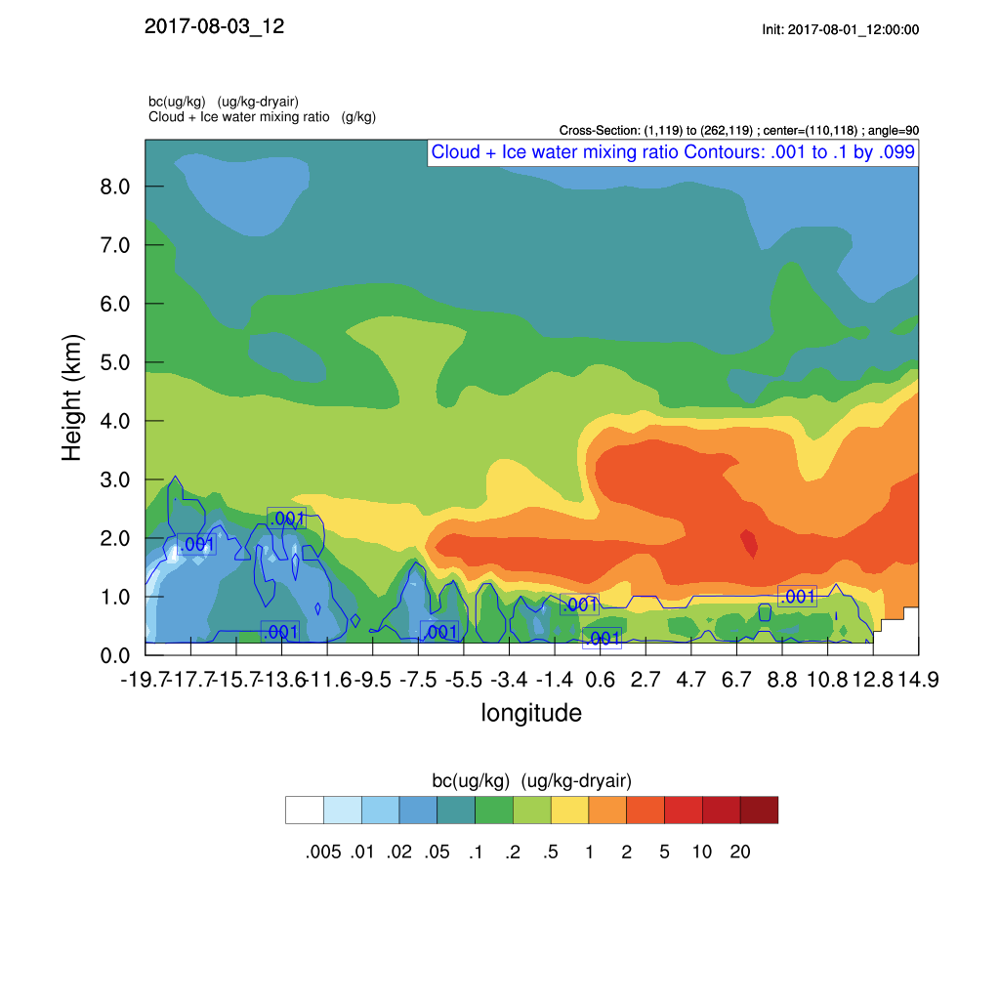 2017-08-03_12
Init: 2017-08-01_12:00:00
bc(ug/kg) (ug/kg-dryair)
Cloud + Ice water mixing ratio (g/kg)
Cross-Section: (1,119) to (262,119) ; center=(110,118) ; angle=90
Cloud + Ice water mixing ratio Contours: .001 to .1 by .099
8.0
7.0
6.0
5.0
4.0
3.0
2.0
1.0
0.0
Height (km)
.001
.001
.001
.001
.001
.001
.001
-19.7 -17.7 -15.7 -13.6 -11.6 -9.5 -7.5 -5.5 -3.4 -1.4 0.6 2.7 4.7 6.7 8.8 10.8 12.8 14.9
longitude
bc(ug/kg) (ug/kg-dryair)
.005 .01 .02 .05 .1 .2 .5 1 2 5 10 20